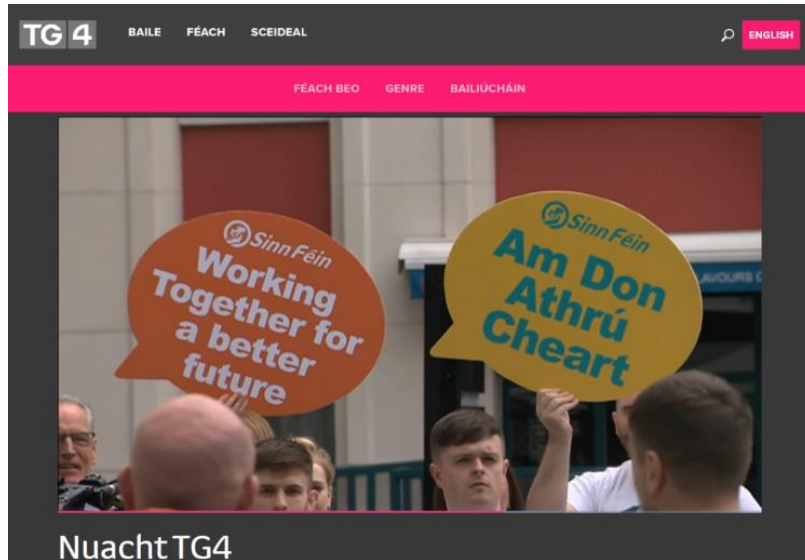 TG4
BAILE FÉACH SCEIDEAL
ENGLISH
FÉACH BEO GENRE BAILIÚCHÁIN
Sinn Féin
Working
Together for
a better
future
Sinn Féin
Am Don
Athrú
Cheart
Nuacht TG4